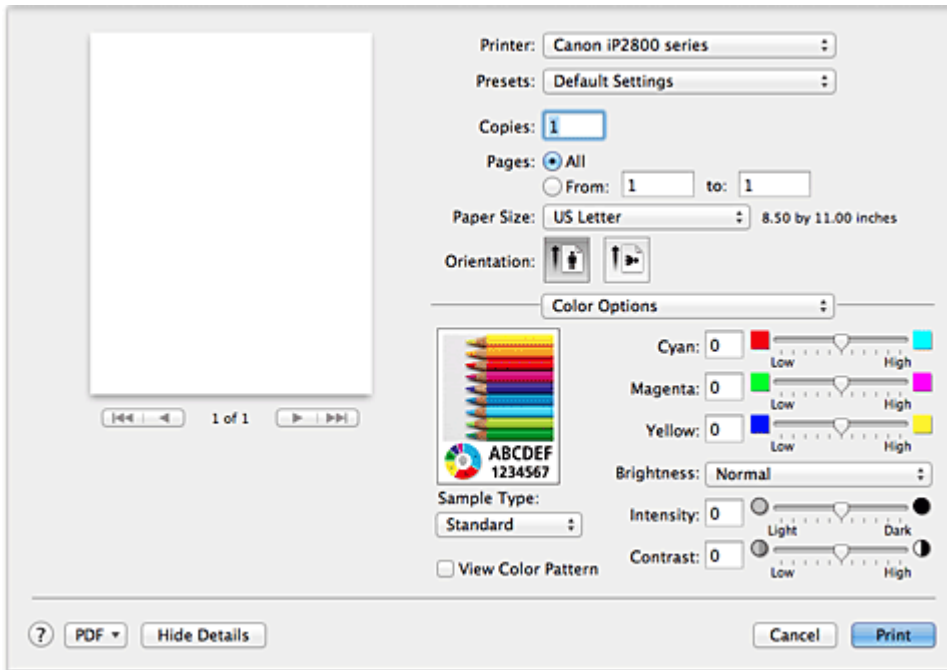 Printer: Canon iP2800 series
Presets: Default Settings
Copies: 1
Pages: All
From: 1 to: 1
Paper Size: US Letter 8.50 by 11.00 inches
Orientation:
Color Options
1 of 1
ABCDEF
1234567
Sample Type:
Standard
View Color Pattern
Cyan: 0
Low High
Magenta: 0
Low High
Yellow: 0
Low High
Brightness: Normal
Intensity: 0
Light Dark
Contrast: 0
Low High
? PDF Hide Details Cancel Print